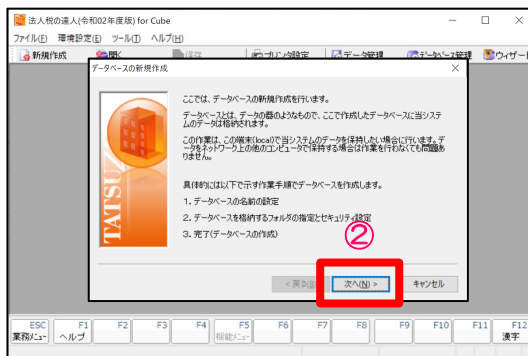 法人税の達人(令和02年度版) for Cube
ファイル(F) 環境設定(E) ツール(T) ヘルプ(H)
新規作成 開く 保存 プリンタ設定 データ管理 データベース管理 ウィザード
データベースの新規作成
ここでは、データベースの新規作成を行います。
データベースとは、データの器のようなもので、ここで作成したデータベースに当システ
ムのデータは格納されます。
この作業は、この端末(local)で当システムのデータを保持したい場合に行います。デ
ータをネットワーク上の他のコンピュータで保持する場合は作業を行わなくても問題あ
りません。
具体的には以下で示す作業手順でデータベースを作成します。
1. データベースの名前の設定
2. データベースを格納するフォルダの指定とセキュリティ設定
3. 完了(データベースの作成)
TATSUZ
②
< 戻る(B) 次へ(N) > キャンセル
ESC F1 F2 F3 F4 F5 F6 F7 F8 F9 F10 F11 F12
業務メニュー ヘルプ 機能メニュー 漢字